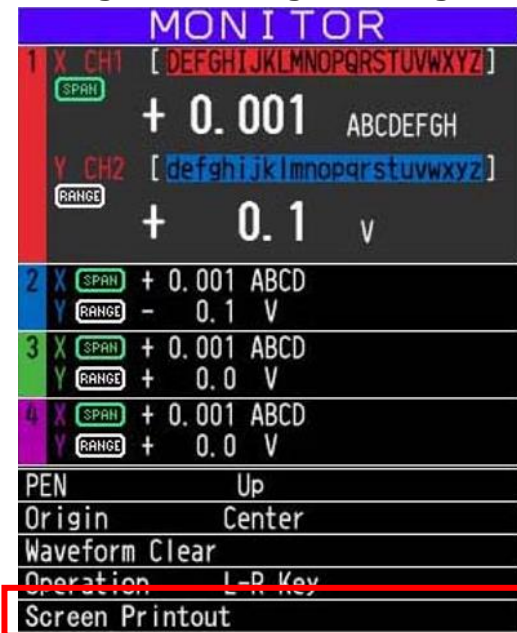 MONITOR
1 X CH1 [DEFGHIJKLMNOPQRSTUVWXYZ]
SPAN
+ 0.001 ABCDEFGH
Y CH2 [defghijklmnopqrstuvwxyz]
RANGE
+ 0.1 V
2 X SPAN + 0.001 ABCD
Y RANGE - 0.1 V
3 X SPAN + 0.001 ABCD
Y RANGE + 0.0 V
4 X SPAN + 0.001 ABCD
Y RANGE + 0.0 V
PEN Up
Origin Center
Waveform Clear
Operation L-R Key
Screen Printout